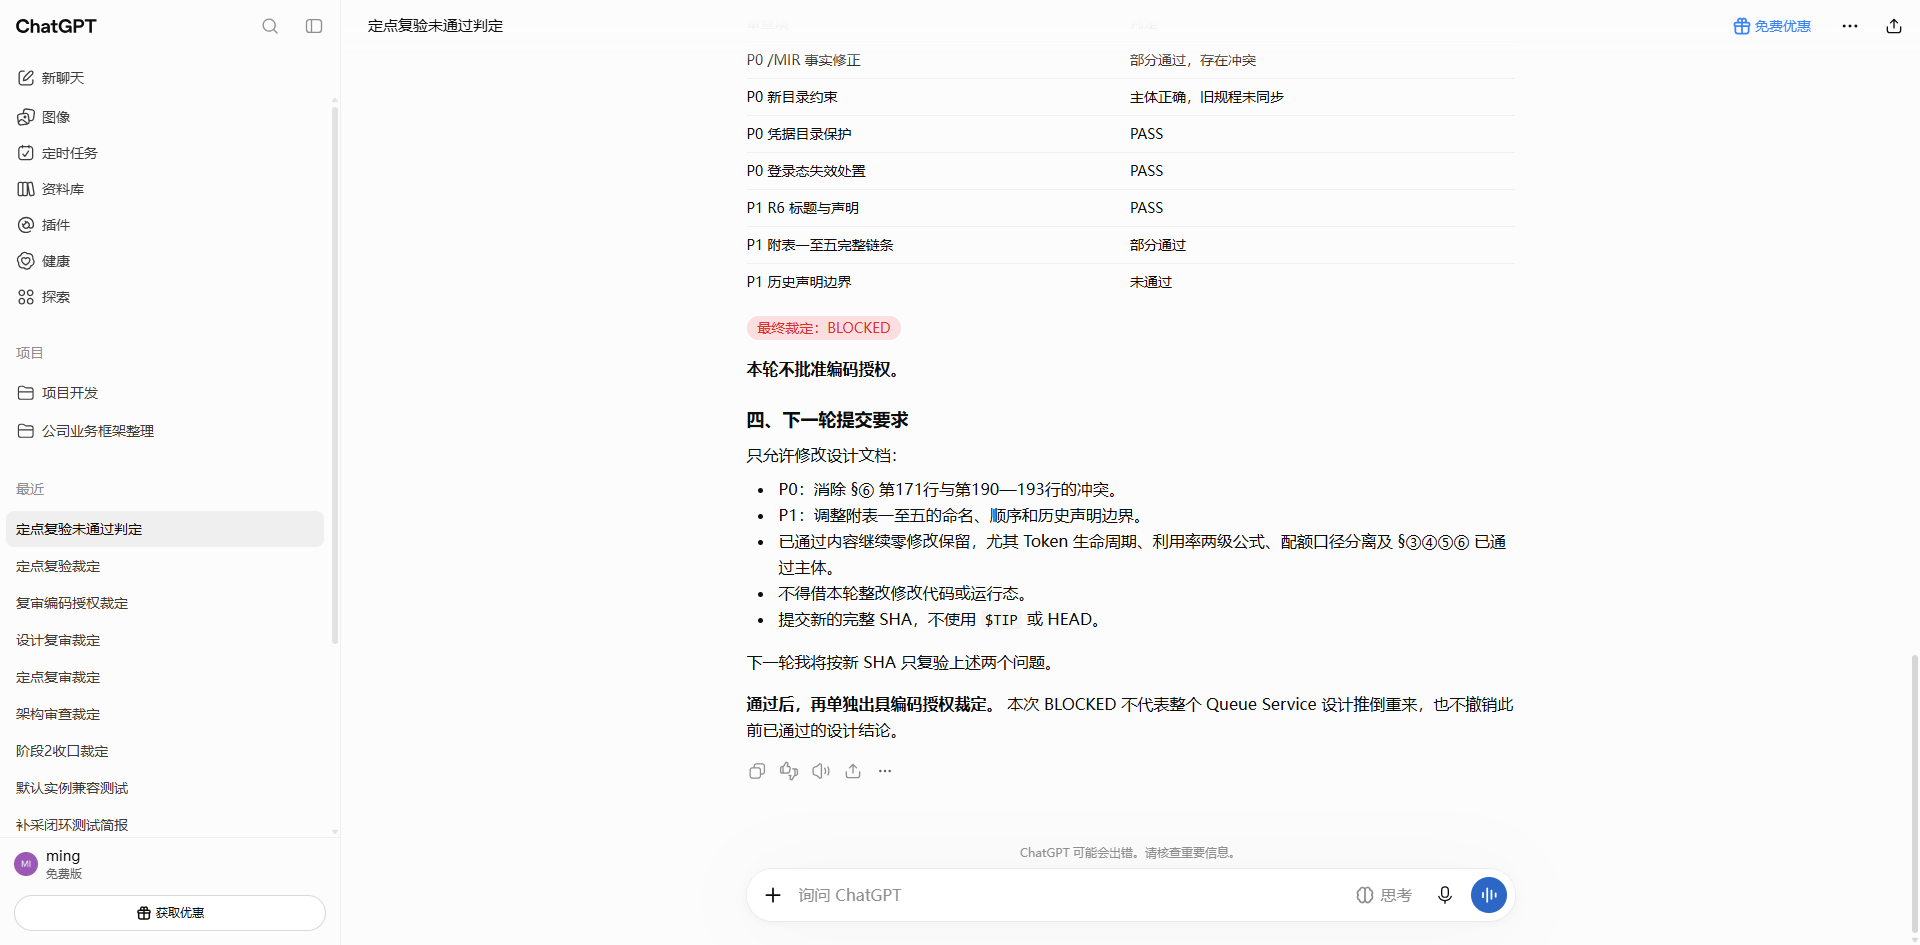 ChatGPT
新聊天
图像
定时任务
资料库
插件
健康
探索
项目
项目开发
公司业务框架整理
最近
定点复验未通过判定
定点复验裁定
复审编码授权裁定
设计复审裁定
定点复审裁定
架构审查裁定
阶段2收口裁定
默认实例兼容测试
补采闭环测试简报
MI
ming
免费版
获取优惠
定点复验未通过判定
免费优惠
P0 /MIR 事实修正 部分通过，存在冲突
P0 新目录约束 主体正确，旧规程未同步
P0 凭据目录保护 PASS
P0 登录态失效处置 PASS
P1 R6 标题与声明 PASS
P1 附表一至五完整链条 部分通过
P1 历史声明边界 未通过
最终裁定：BLOCKED
本轮不批准编码授权。
四、下一轮提交要求
只允许修改设计文档：
• P0：消除 §⑥ 第171行与第190—193行的冲突。
• P1：调整附表一至五的命名、顺序和历史声明边界。
• 已通过内容继续零修改保留，尤其 Token 生命周期、利用率两级公式、配额口径分离及 §③④⑤⑥ 已通
过主体。
• 不得借本轮整改修改代码或运行态。
• 提交新的完整 SHA，不使用 $TIP 或 HEAD。
下一轮我将按新 SHA 只复验上述两个问题。
通过后，再单独出具编码授权裁定。 本次 BLOCKED 不代表整个 Queue Service 设计推倒重来，也不撤销此
前已通过的设计结论。
ChatGPT 可能会出错。请核查重要信息。
询问 ChatGPT
思考